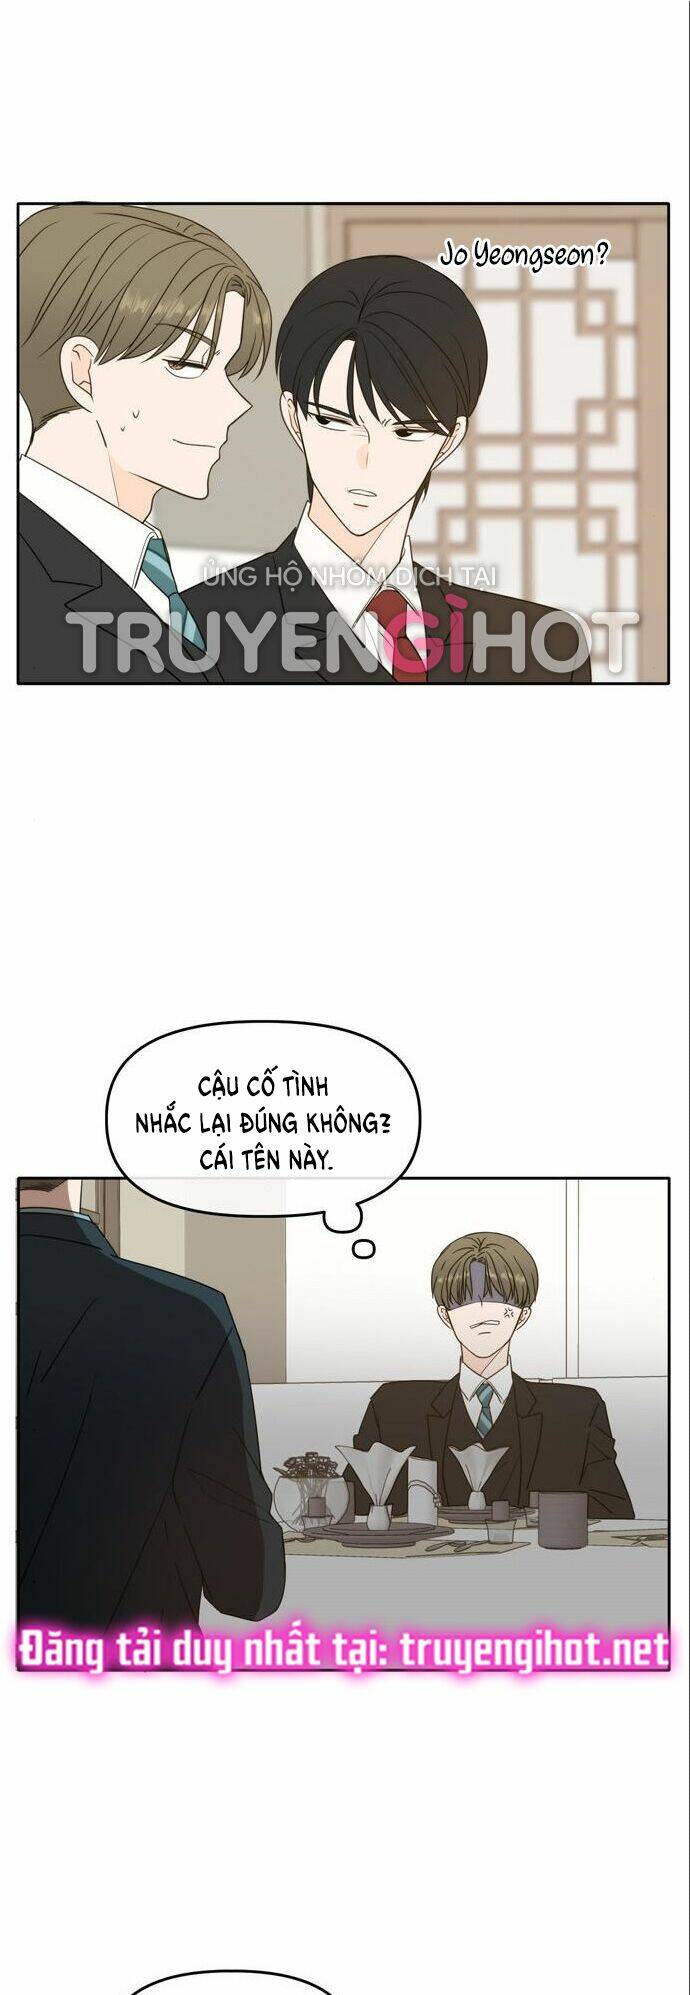 Jo Yeongseon?
ỦNG HỘ NHÓM DỊCH TẠI
TRUYENGIHOT
CẬU CỐ TÌNH
NHẮC LẠI ĐÚNG KHÔNG?
CÁI TÊN NÀY.
Đăng tải duy nhất tại: truyengihot.net